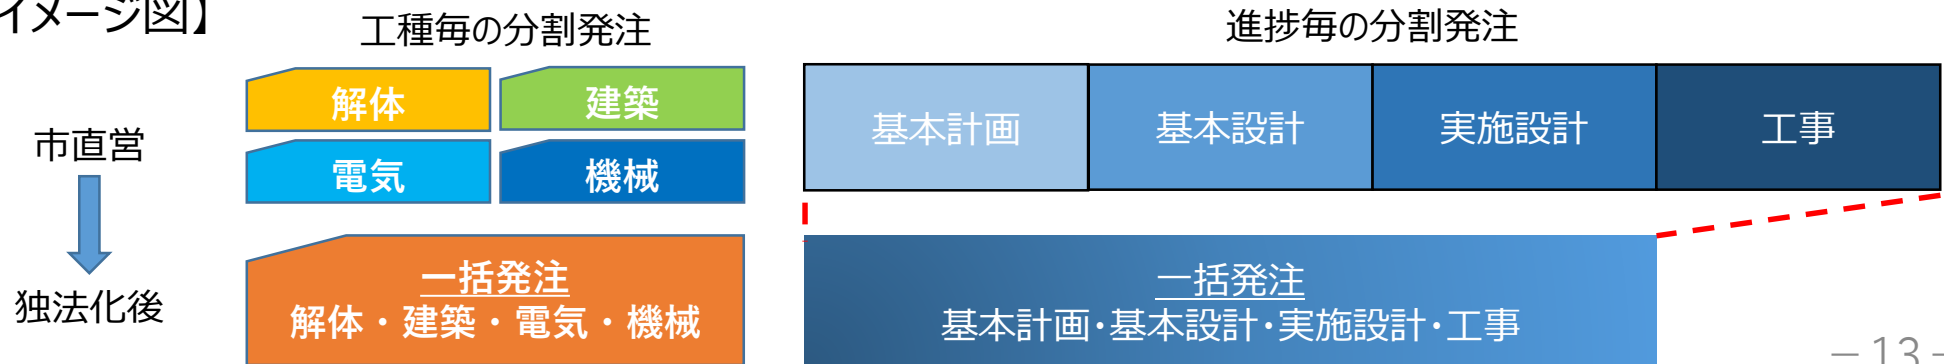 イメージ図】
工種毎の分割発注
進捗毎の分割発注
市直営
解体
建築
電気
機械
基本計画
基本設計
実施設計
工事
独法化後
一括発注
解体・建築・電気・機械
一括発注
基本計画・基本設計・実施設計・工事
－13－